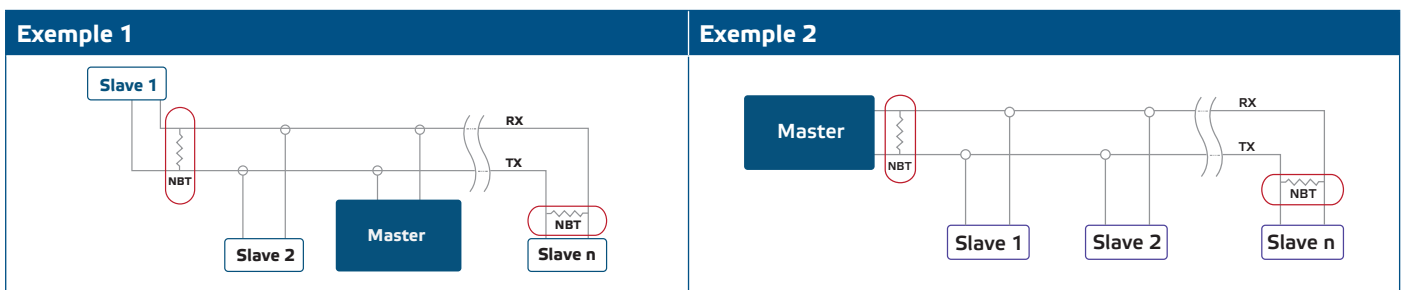 Exemple 1
Slave 1
RX
TX
NBT
NBT
Slave 2
Master
Slave n
Exemple 2
Master
RX
TX
NBT
NBT
Slave 1
Slave 2
Slave n